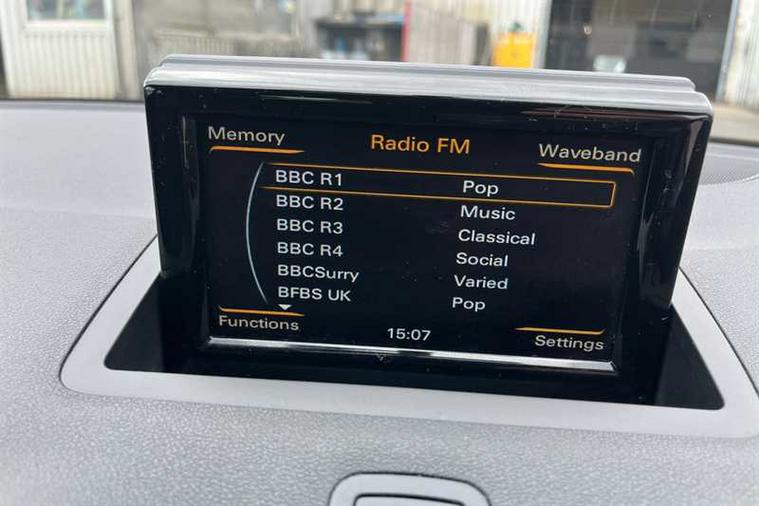 Memory Radio FM Waveband
BBC R1 Pop
BBC R2 Music
BBC R3 Classical
BBC R4 Social
BBCSurry Varied
BFBS UK Pop
Functions 15:07 Settings